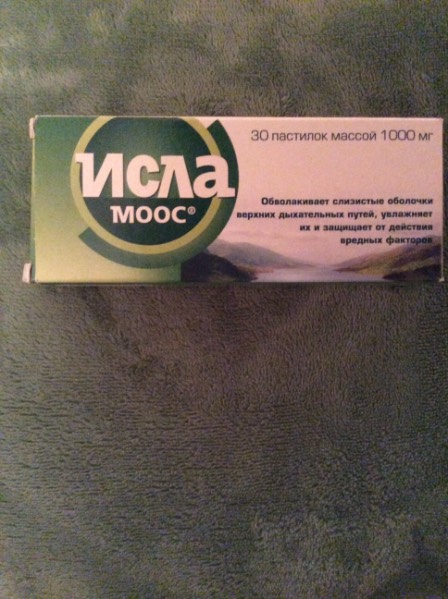 30 пастилок массой 1000 мг
исла
МООС®
Обволакивает слизистые оболочки
верхних дыхательных путей, увлажняет
их и защищает от действия
вредных факторов